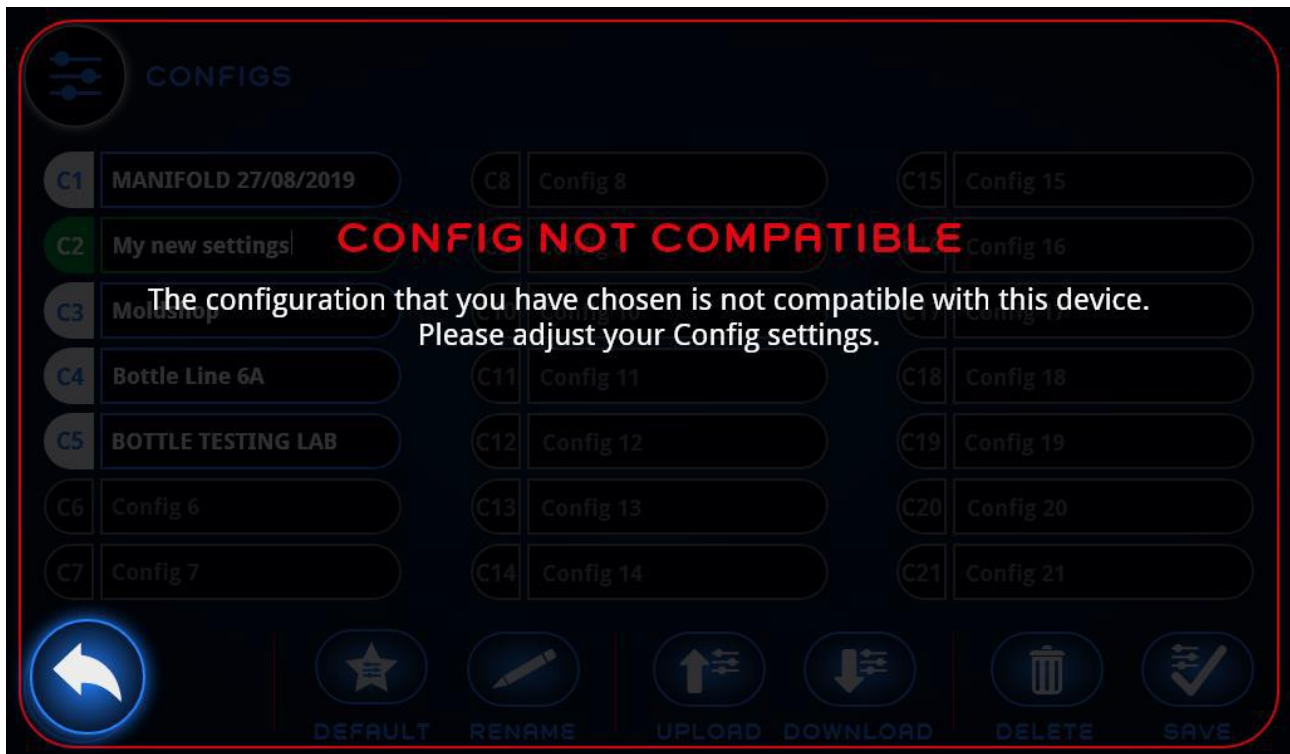 CONFIGS
C1 MANIFOLD 27/08/2019
C8 Config 8
C15 Config 15
C2 My new settings
Config 16
CONFIG NOT COMPATIBLE
The configuration that you have chosen is not compatible with this device.
Please adjust your Config settings.
C3 Moldshop
C4 Bottle Line 6A
C11 Config 11
C18 Config 18
C5 BOTTLE TESTING LAB
C12 Config 12
C19 Config 19
C6 Config 6
C13 Config 13
C20 Config 20
C7 Config 7
C14 Config 14
C21 Config 21
DEFAULT
RENAME
UPLOAD
DOWNLOAD
DELETE
SAVE